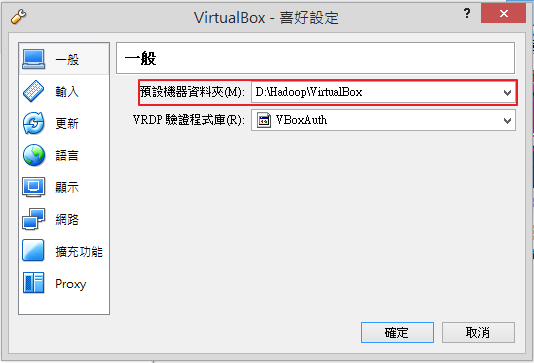 VirtualBox - 喜好設定
?
一般
輸入
更新
語言
顯示
網路
擴充功能
Proxy
一般
預設機器資料夾(M): D:\Hadoop\VirtualBox
VRDP 驗證程式庫(R): VBoxAuth
確定
取消